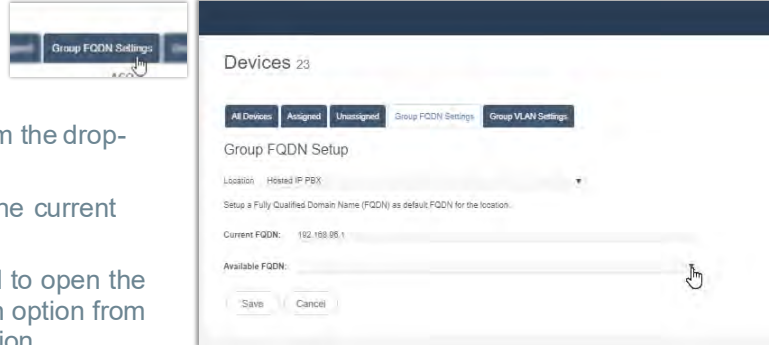 Group FQDN Settings
m the drop-
he current
l to open the
n option from
ion
Devices 23
All Devices Assigned Unassigned Group FQDN Settings Group VLAN Settings
Group FQDN Setup
Location Hosted IP PBX
Setup a Fully Qualified Domain Name (FQDN) as default FQDN for the location.
Current FQDN: 192.168.96.1
Available FQDN:
Save Cancel